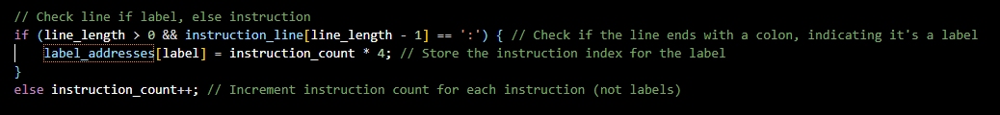 // Check line if label, else instruction
if (line_length > 0 && instruction_line[line_length - 1] == ':') { // Check if the line ends with a colon, indicating it's a label
    label_addresses[label] = instruction_count * 4; // Store the instruction index for the label
}
else instruction_count++; // Increment instruction count for each instruction (not labels)